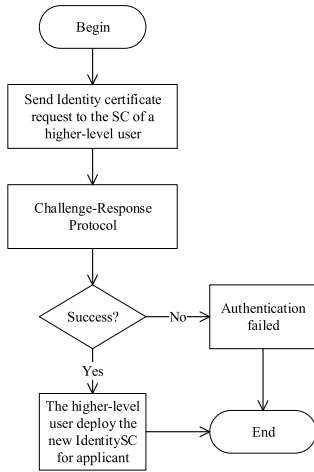 Begin
Send Identity certificate
request to the SC of a
higher-level user
Challenge-Response
Protocol
Success?
No
Authentication
failed
Yes
The higher-level
user deploy the
new IdentitySC
for applicant
End